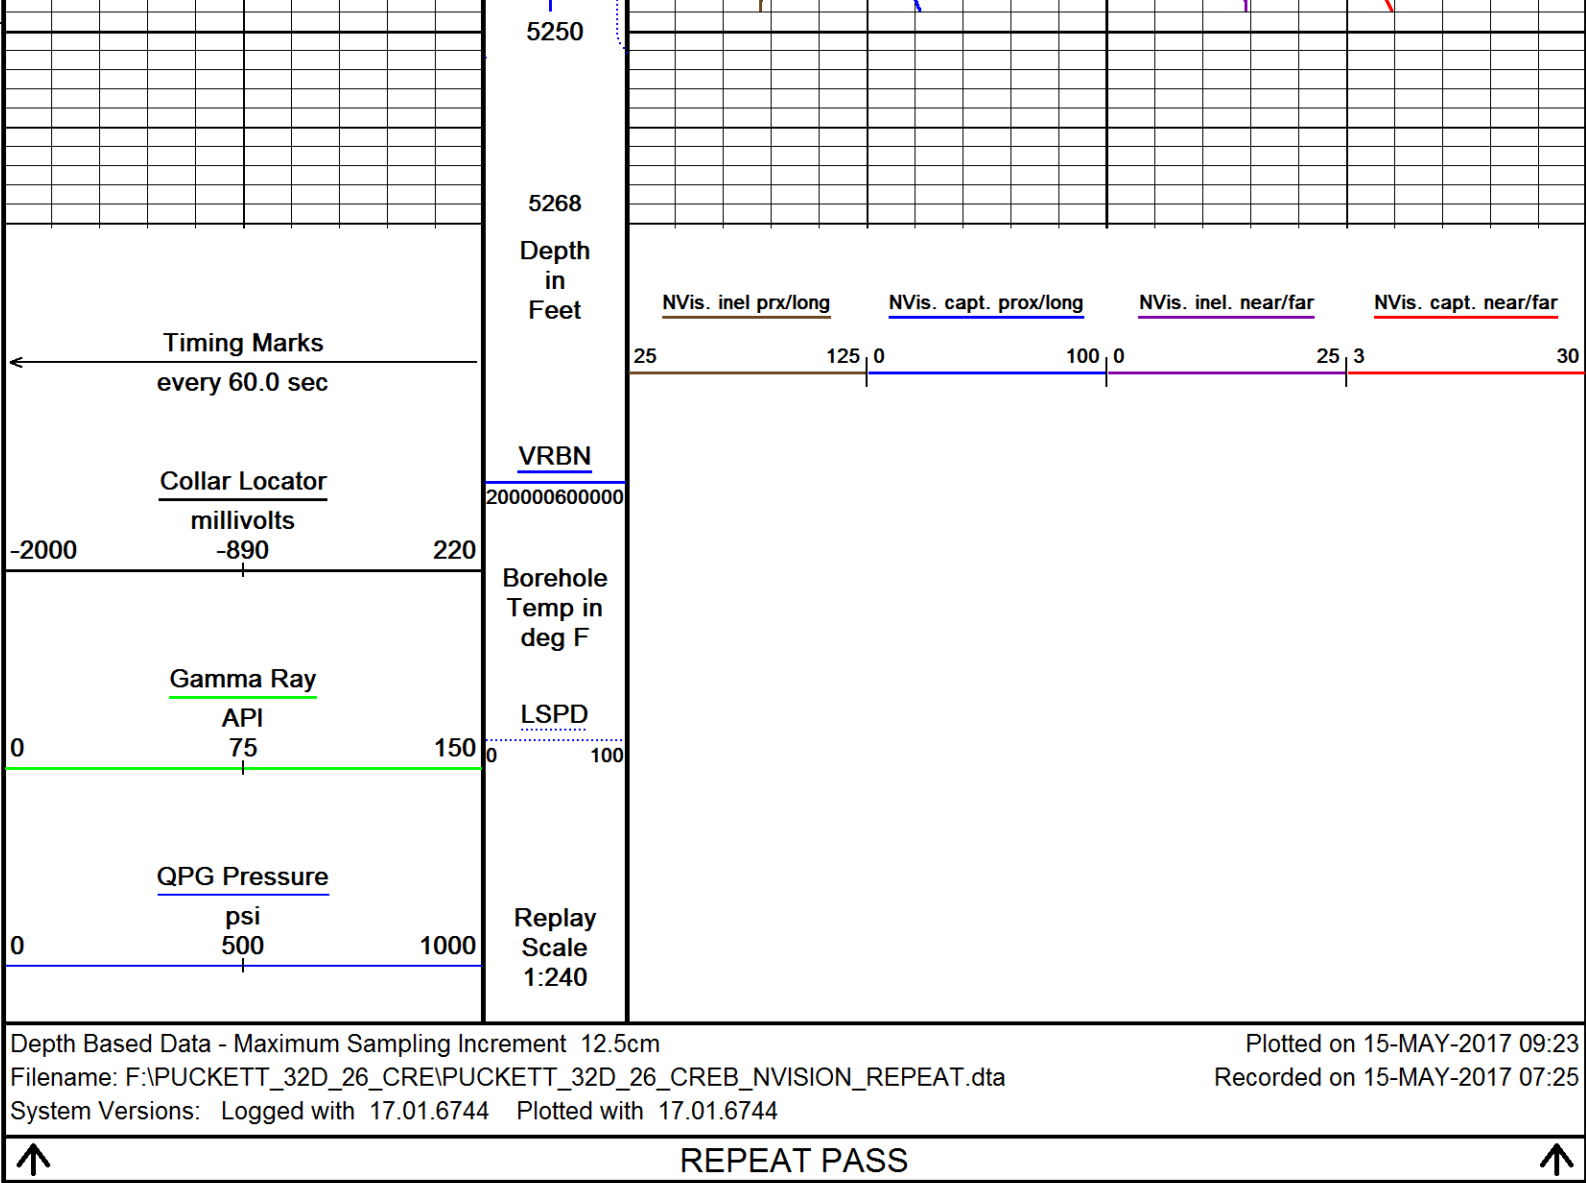 5250
5268
Depth
in
Feet
NVis. inel prx/long NVis. capt. prox/long NVis. inel. near/far NVis. capt. near/far
25 125 0 100 0 25 3 30
Timing Marks
every 60.0 sec
VRBN
200000600000
Collar Locator
millivolts
-2000 -890 220
Borehole
Temp in
deg F
Gamma Ray
API
0 75 150
LSPD
0 100
QPG Pressure
psi
0 500 1000
Replay
Scale
1:240
Depth Based Data - Maximum Sampling Increment 12.5cm
Plotted on 15-MAY-2017 09:23
Filename: F:\PUCKETT_32D_26_CRE\PUCKETT_32D_26_CREB_NVISION_REPEAT.dta
Recorded on 15-MAY-2017 07:25
System Versions: Logged with 17.01.6744 Plotted with 17.01.6744
REPEAT PASS